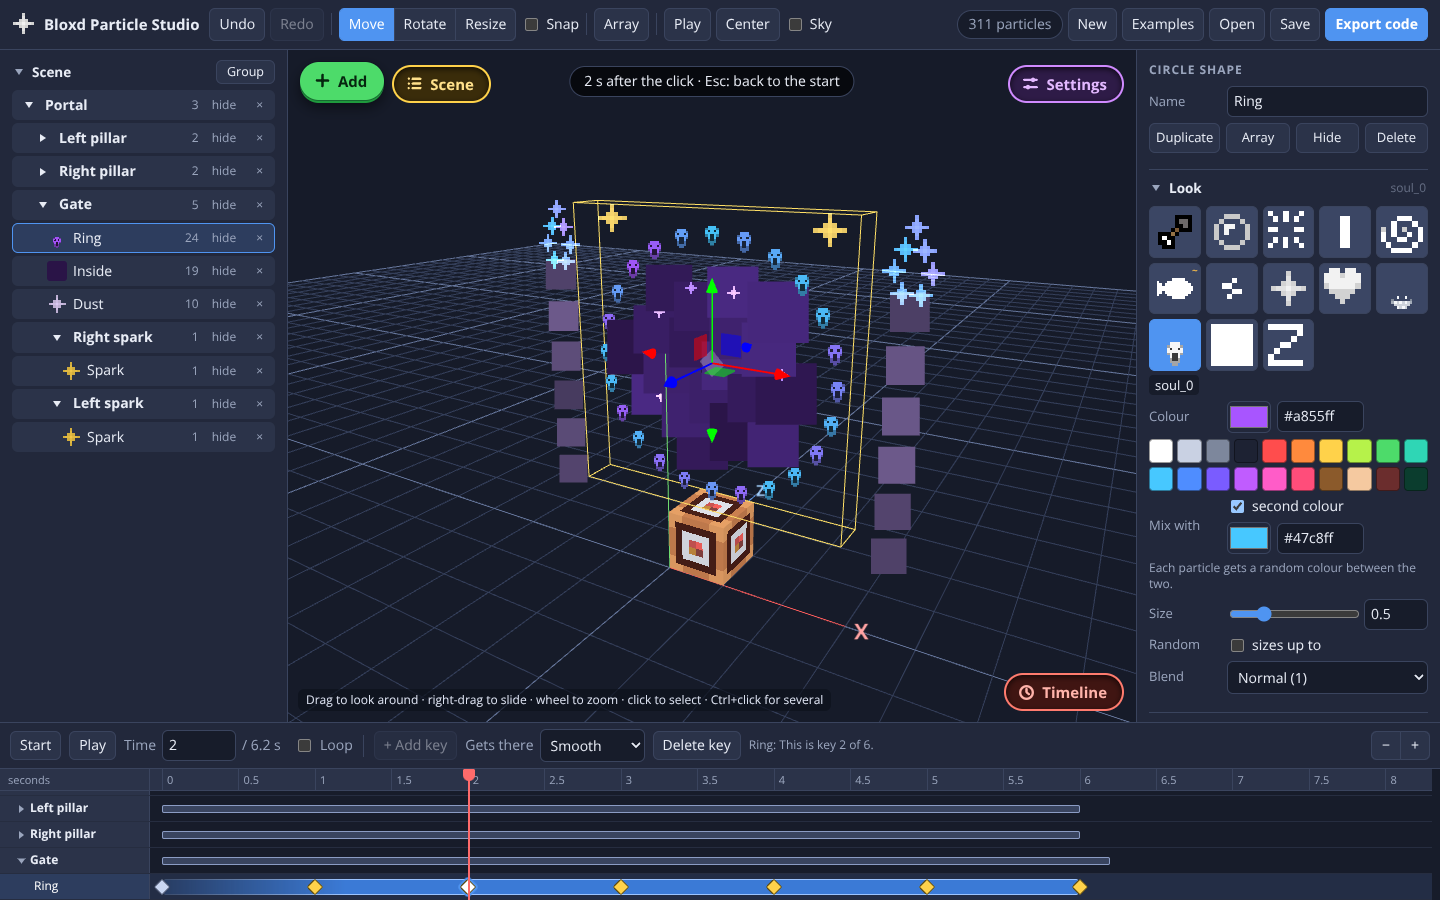 Bloxd Particle Studio
Undo Redo Move Rotate Resize Snap Array Play Center Sky 311 particles New Examples Open Save Export code
Scene Group
Portal 3 hide ×
Left pillar 2 hide ×
Right pillar 2 hide ×
Gate 5 hide ×
Ring 24 hide ×
Inside 19 hide ×
Dust 10 hide ×
Right spark 1 hide ×
Spark 1 hide ×
Left spark 1 hide ×
Spark 1 hide ×
+ Add Scene
2 s after the click · Esc: back to the start
Settings
Z
X
Drag to look around · right-drag to slide · wheel to zoom · click to select · Ctrl+click for several
Timeline
CIRCLE SHAPE
Name Ring
Duplicate Array Hide Delete
Look soul_0
soul_0
Colour #a855ff
second colour
Mix with #47c8ff
Each particle gets a random colour between the
two.
Size 0.5
Random sizes up to
Blend Normal (1)
Start Play Time 2 / 6.2 s Loop + Add key Gets there Smooth Delete key Ring: This is key 2 of 6. − +
seconds 0 0.5 1 1.5 2 2.5 3 3.5 4 4.5 5 5.5 6 6.5 7 7.5 8
Left pillar
Right pillar
Gate
Ring